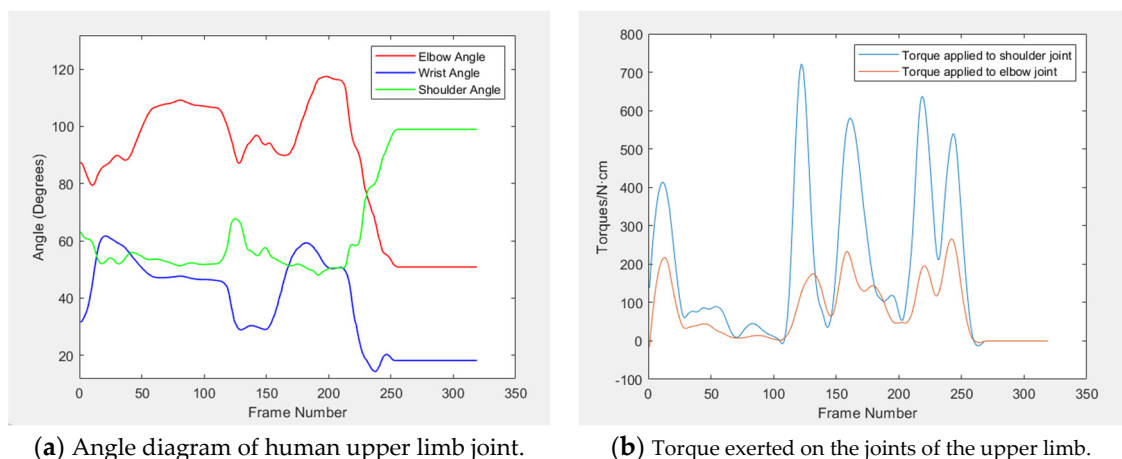 120
100
80
60
40
20
0
50
100
150
200
250
300
350
Angle (Degrees)
Frame Number
Elbow Angle
Wrist Angle
Shoulder Angle
(a) Angle diagram of human upper limb joint.
800
700
600
500
400
300
200
100
0
-100
0
50
100
150
200
250
300
350
Torques/N·cm
Frame Number
Torque applied to shoulder joint
Torque applied to elbow joint
(b) Torque exerted on the joints of the upper limb.